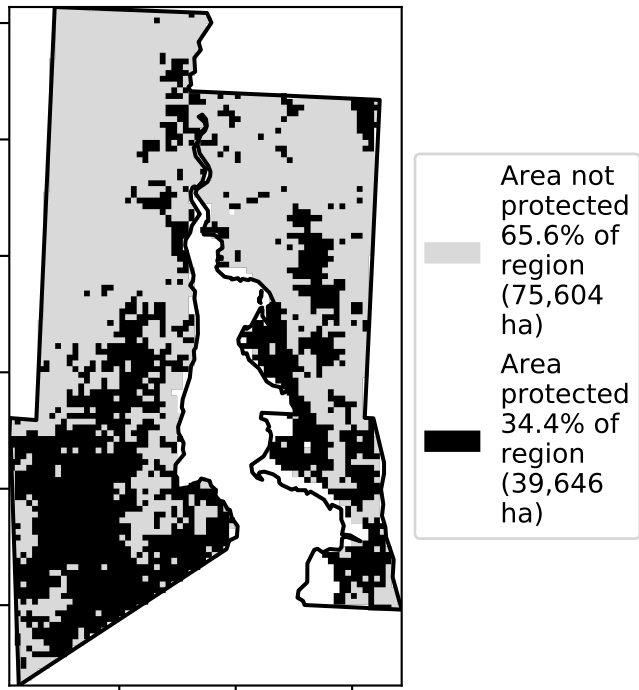 Area not
protected
65.6% of
region
(75,604
ha)
Area
protected
34.4% of
region
(39,646
ha)